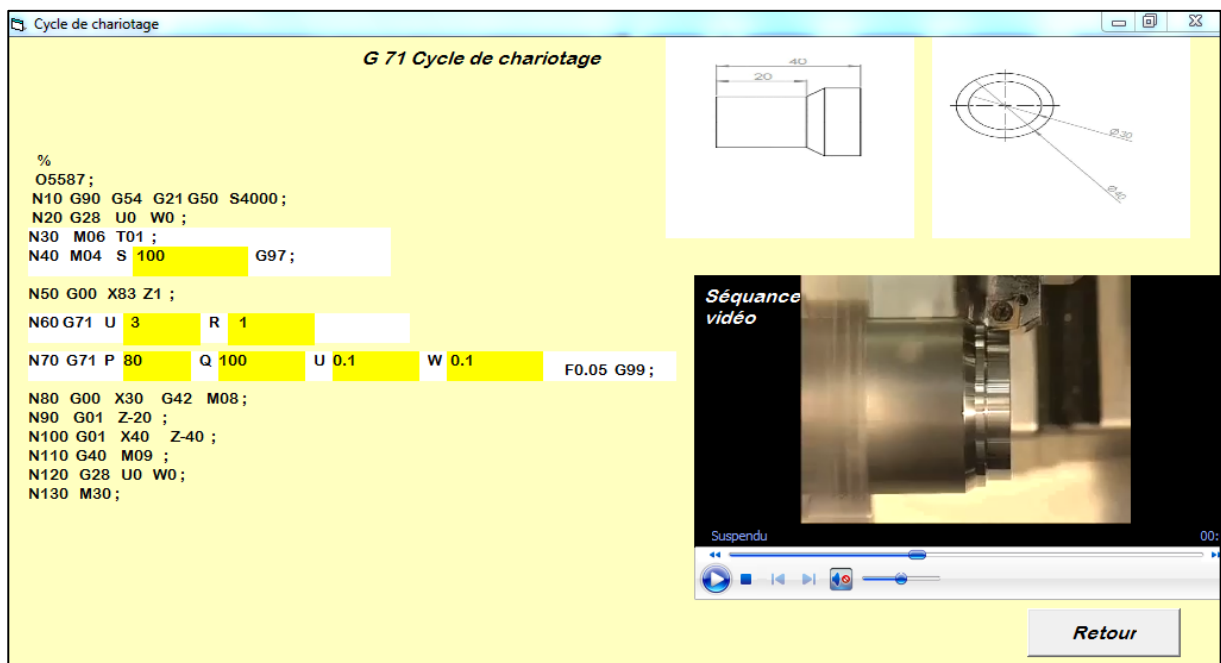 Cycle de chariotage
G 71 Cycle de chariotage
40
20
Ø30
Ø40
%
O5587;
N10 G90 G54 G21 G50 S4000;
N20 G28 U0 W0;
N30 M06 T01;
N40 M04 S 100 G97;
N50 G00 X83 Z1;
N60 G71 U 3 R 1
N70 G71 P 80 Q 100 U 0.1 W 0.1 F0.05 G99;
N80 G00 X30 G42 M08;
N90 G01 Z-20;
N100 G01 X40 Z-40;
N110 G40 M09;
N120 G28 U0 W0;
N130 M30;
Séquance
vidéo
Suspendu 00:
Retour